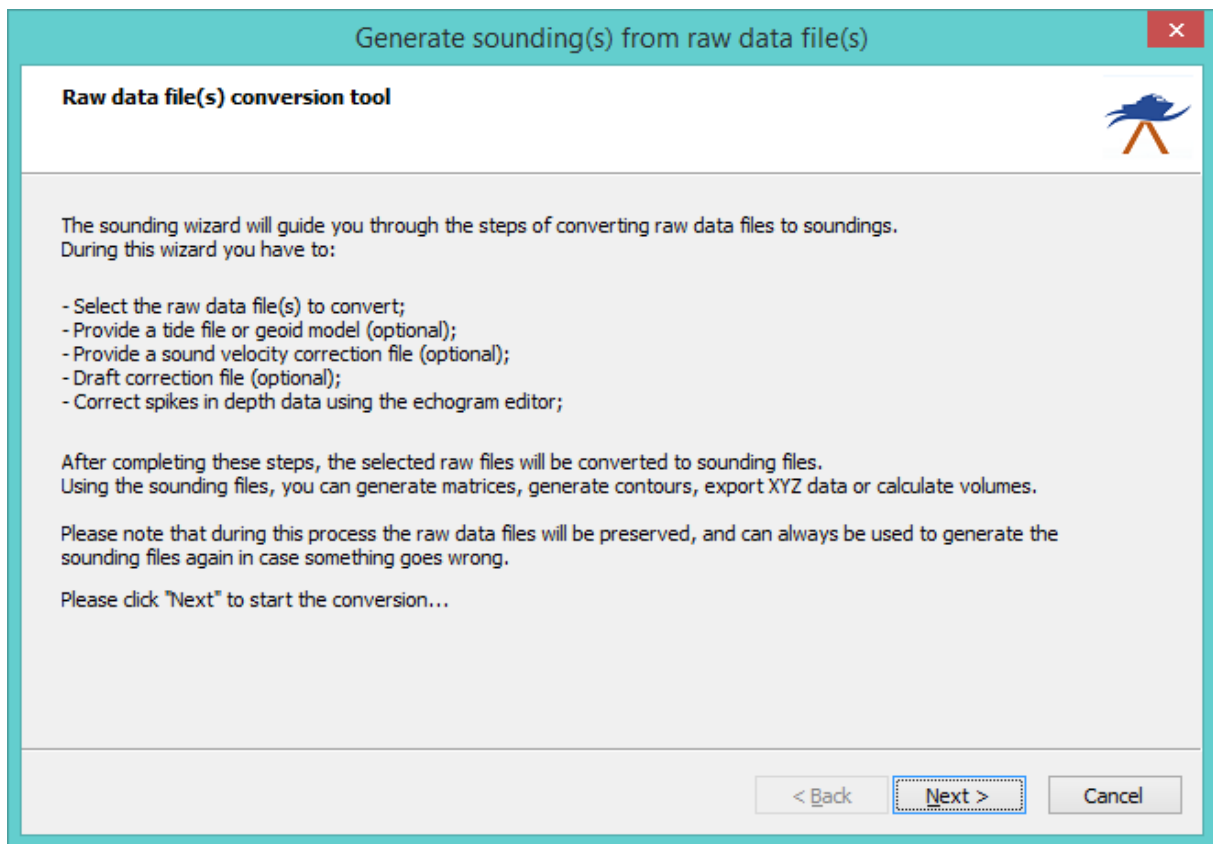 Generate sounding(s) from raw data file(s)
Raw data file(s) conversion tool
The sounding wizard will guide you through the steps of converting raw data files to soundings.
During this wizard you have to:
- Select the raw data file(s) to convert;
- Provide a tide file or geoid model (optional);
- Provide a sound velocity correction file (optional);
- Draft correction file (optional);
- Correct spikes in depth data using the echogram editor;
After completing these steps, the selected raw files will be converted to sounding files.
Using the sounding files, you can generate matrices, generate contours, export XYZ data or calculate volumes.
Please note that during this process the raw data files will be preserved, and can always be used to generate the
sounding files again in case something goes wrong.
Please click "Next" to start the conversion...
< Back Next > Cancel